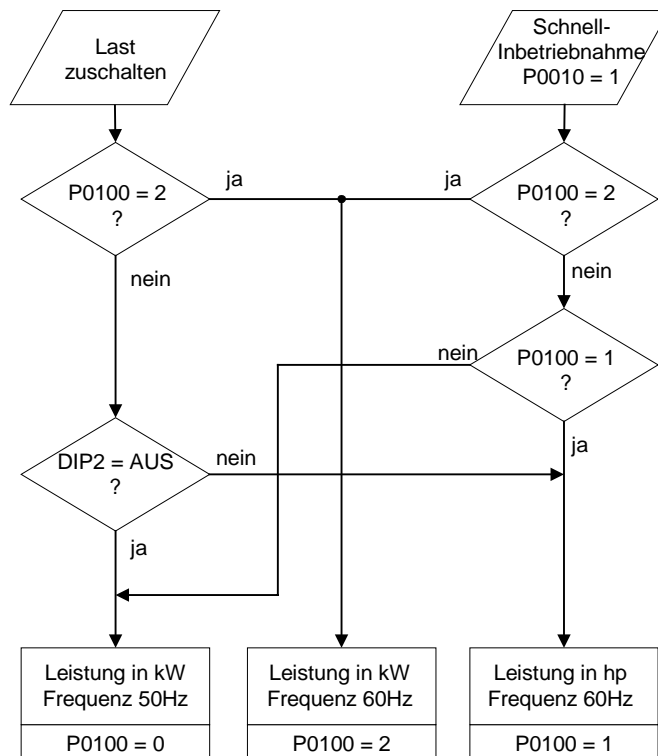 Last
zuschalten
Schnell-
Inbetriebnahme
P0010 = 1
P0100 = 2
?
ja
ja
P0100 = 2
?
nein
nein
nein
P0100 = 1
?
DIP2 = AUS
?
nein
ja
ja
Leistung in kW
Frequenz 50Hz
P0100 = 0
Leistung in kW
Frequenz 60Hz
P0100 = 2
Leistung in hp
Frequenz 60Hz
P0100 = 1